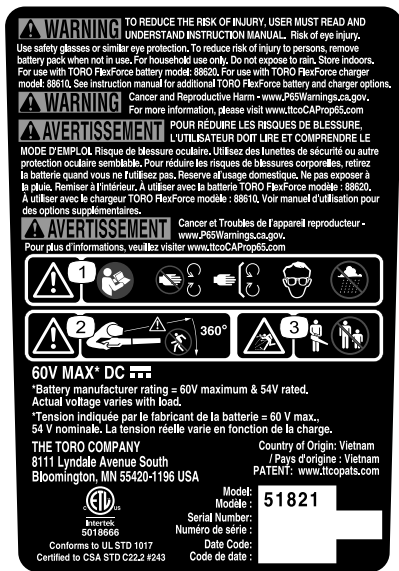 WARNING TO REDUCE THE RISK OF INJURY, USER MUST READ AND
UNDERSTAND INSTRUCTION MANUAL. Risk of eye injury.
Use safety glasses or similar eye protection. To reduce risk of injury to persons, remove
battery pack when not in use. For household use only. Do not expose to rain. Store indoors.
For use with TORO FlexForce battery model: 88620. For use with TORO FlexForce charger
model: 88610. See instruction manual for additional TORO FlexForce battery and charger options.
WARNING Cancer and Reproductive Harm - www.P65Warnings.ca.gov.
For more information, please visit www.ttcoCAProp65.com
AVERTISSEMENT POUR RÉDUIRE LES RISQUES DE BLESSURE,
L'UTILISATEUR DOIT LIRE ET COMPRENDRE LE
MODE D'EMPLOI. Risque de blessure oculaire. Utilisez des lunettes de sécurité ou autre
protection oculaire semblable. Pour réduire les risques de blessures corporelles, retirez
la batterie quand vous ne l'utilisez pas. Reserve al'usage domestique. Ne pas exposer à
la pluie. Remiser à l'intérieur. À utiliser avec la batterie TORO FlexForce modèle : 88620.
À utiliser avec le chargeur TORO FlexForce modèle : 88610. Voir manuel d'utilisation pour
des options supplémentaires.
AVERTISSEMENT Cancer et Troubles de l'appareil reproducteur -
www.P65Warnings.ca.gov.
Pour plus d'informations, veuillez visiter www.ttcoCAProp65.com
1
2 360° 3
60V MAX* DC
*Battery manufacturer rating = 60V maximum & 54V rated.
Actual voltage varies with load.
*Tension indiquée par le fabricant de la batterie = 60 V max.,
54 V nominale. La tension réelle varie en fonction de la charge.
THE TORO COMPANY
8111 Lyndale Avenue South
Bloomington, MN 55420-1196 USA
Country of Origin: Vietnam
/ Pays d'origine : Vietnam
PATENT: www.ttcopats.com
c ETL us
Intertek
5018666
Conforms to UL STD 1017
Certified to CSA STD C22.2 #243
Model: 51821
Modèle :
Serial Number:
Numéro de série :
Date Code:
Code de date :